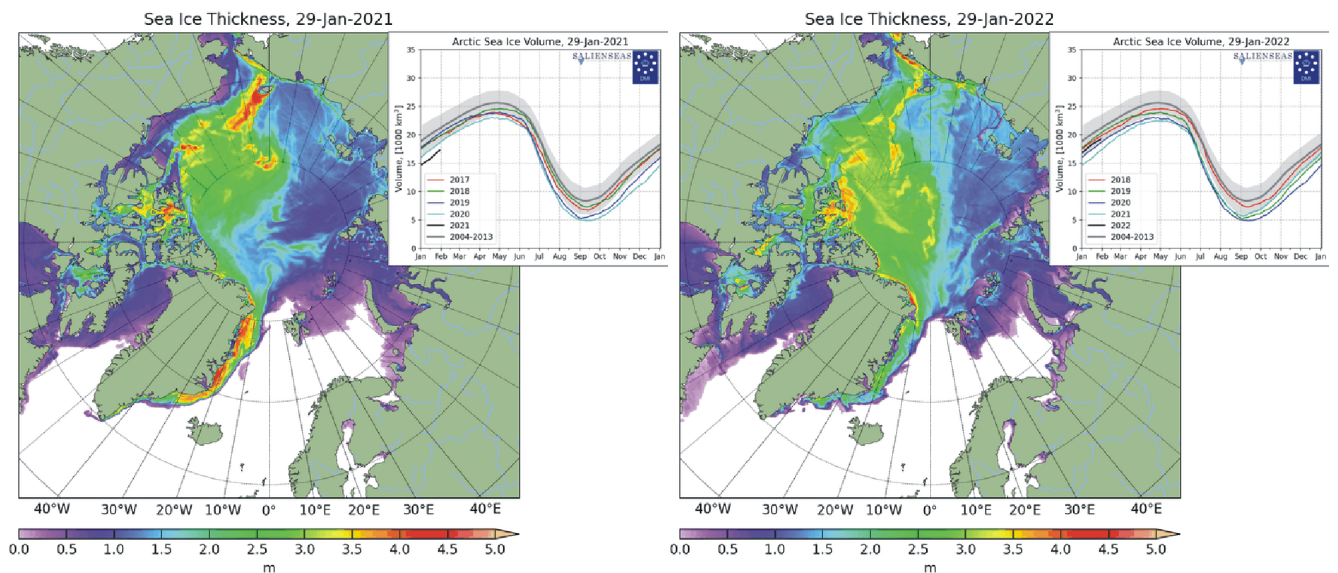 Sea Ice Thickness, 29-Jan-2021
Arctic Sea Ice Volume, 29-Jan-2021
SALIENSEAS
DMI
Volume, [1000 km³]
35
30
25
20
15
10
5
0
2017
2018
2019
2020
2021
2004-2013
Jan Feb Mar Apr May Jun Jul Aug Sep Oct Nov Dec Jan
40°W 30°W 20°W 10°W 0° 10°E 20°E 30°E 40°E
0.0 0.5 1.0 1.5 2.0 2.5 3.0 3.5 4.0 4.5 5.0
m
Sea Ice Thickness, 29-Jan-2022
Arctic Sea Ice Volume, 29-Jan-2022
SALIENSEAS
DMI
Volume, [1000 km³]
35
30
25
20
15
10
5
0
2018
2019
2020
2021
2022
2004-2013
Jan Feb Mar Apr May Jun Jul Aug Sep Oct Nov Dec Jan
40°W 30°W 20°W 10°W 0° 10°E 20°E 30°E 40°E
0.0 0.5 1.0 1.5 2.0 2.5 3.0 3.5 4.0 4.5 5.0
m